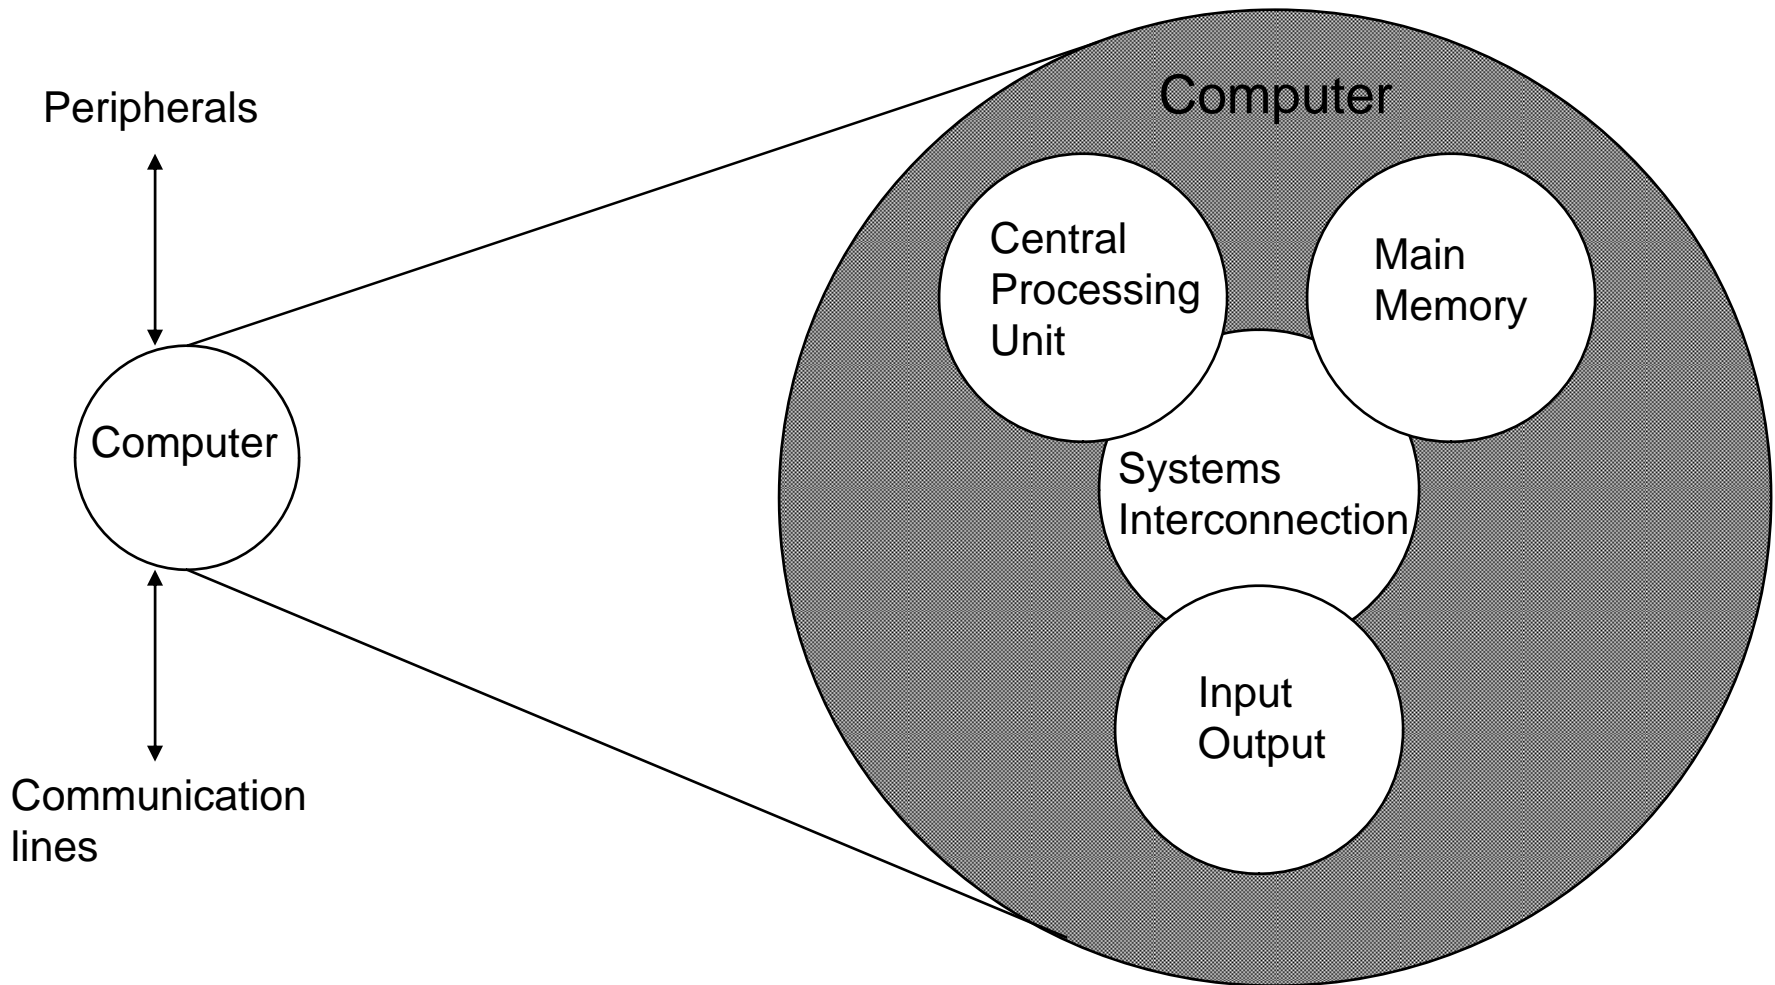 Peripherals
Computer
Communication
lines
Computer
Central
Processing
Unit
Main
Memory
Systems
Interconnection
Input
Output